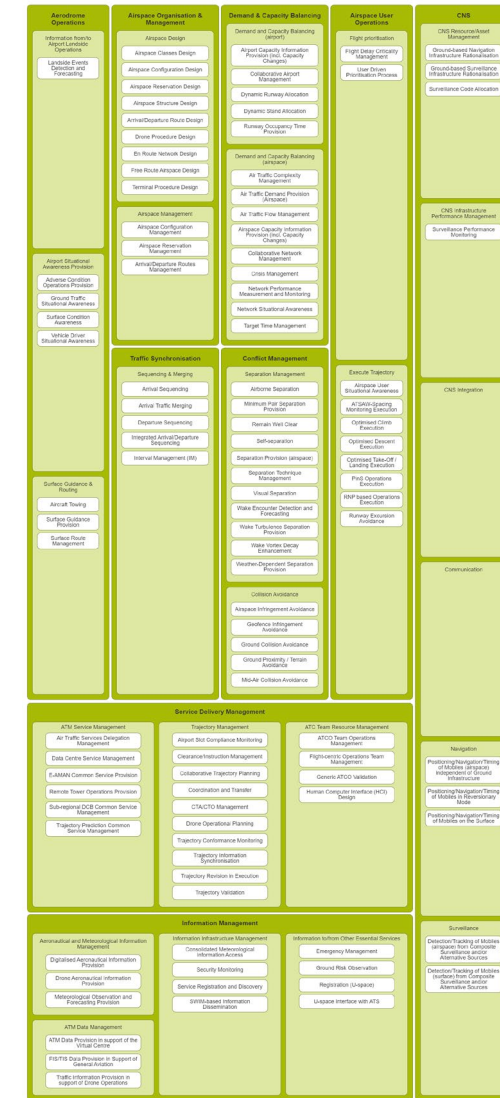 Aerodrome
Operations
Information from/to
Airport Landside
Operations
Landside Events
Detection and
Forecasting
Airport Situational
Awareness Provision
Adverse Condition
Operations Provision
Ground Traffic
Situational Awareness
Surface Condition
Awareness
Vehicle Driver
Situational Awareness
Surface Guidance &
Routing
Aircraft Towing
Surface Guidance
Provision
Surface Route
Management
Airspace Organisation &
Management
Airspace Design
Airspace Classes Design
Airspace Configuration Design
Airspace Reservation Design
Airspace Structure Design
Arrival/Departure Route Design
Drone Procedure Design
En Route Network Design
Free Route Airspace Design
Terminal Procedure Design
Airspace Management
Airspace Configuration
Management
Airspace Reservation
Management
Arrival/Departure Routes
Management
Traffic Synchronisation
Sequencing & Merging
Arrival Sequencing
Arrival Traffic Merging
Departure Sequencing
Integrated Arrival/Departure
Sequencing
Interval Management (IM)
Demand & Capacity Balancing
Demand and Capacity Balancing
(airport)
Airport Capacity Information
Provision (incl. Capacity
Changes)
Collaborative Airport
Management
Dynamic Runway Allocation
Dynamic Stand Allocation
Runway Occupancy Time
Provision
Demand and Capacity Balancing
(airspace)
Air Traffic Complexity
Management
Air Traffic Demand Provision
(Airspace)
Air Traffic Flow Management
Airspace Capacity Information
Provision (incl. Capacity
Changes)
Collaborative Network
Management
Crisis Management
Network Performance
Measurement and Monitoring
Network Situational Awareness
Target Time Management
Conflict Management
Separation Management
Airborne Separation
Minimum Pair Separation
Provision
Remain Well Clear
Self-separation
Separation Provision (airspace)
Separation Technique
Management
Visual Separation
Wake Encounter Detection and
Forecasting
Wake Turbulence Separation
Provision
Wake Vortex Decay
Enhancement
Weather-Dependent Separation
Provision
Collision Avoidance
Airspace Infringement Avoidance
Geofence Infringement
Avoidance
Ground Collision Avoidance
Ground Proximity / Terrain
Avoidance
Mid-Air Collision Avoidance
Airspace User
Operations
Flight prioritisation
Flight Delay Criticality
Management
User Driven
Prioritisation Process
Execute Trajectory
Airspace User
Situational Awareness
ATSAW-Spacing
Monitoring Execution
Optimised Climb
Execution
Optimised Descent
Execution
Optimised Take-Off /
Landing Execution
PinS Operations
Execution
RNP based Operations
Execution
Runway Excursion
Avoidance
CNS
CNS Resource/Asset
Management
Ground-based Navigation
Infrastructure Rationalisation
Ground-based Surveillance
Infrastructure Rationalisation
Surveillance Code Allocation
CNS Infrastructure
Performance Management
Surveillance Performance
Monitoring
CNS Integration
Communication
Navigation
Positioning/Navigation/Timing
of Mobiles (airspace)
Independent of Ground
Infrastructure
Positioning/Navigation/Timing
of Mobiles in Reversionary
Mode
Positioning/Navigation/Timing
of Mobiles on the Surface
Surveillance
Detection/Tracking of Mobiles
(airspace) from Composite
Surveillance and/or
Alternative Sources
Detection/Tracking of Mobiles
(surface) from Composite
Surveillance and/or
Alternative Sources
Service Delivery Management
ATM Service Management
Air Traffic Services Delegation
Management
Data Centre Service Management
E-AMAN Common Service Provision
Remote Tower Operations Provision
Sub-regional DCB Common Service
Management
Trajectory Prediction Common
Service Management
Trajectory Management
Airport Slot Compliance Monitoring
Clearance/Instruction Management
Collaborative Trajectory Planning
Coordination and Transfer
CTA/CTO Management
Drone Operational Planning
Trajectory Conformance Monitoring
Trajectory Information
Synchronisation
Trajectory Revision in Execution
Trajectory Validation
ATC Team Resource Management
ATCO Team Operations
Management
Flight-centric Operations Team
Management
Generic ATCO Validation
Human Computer Interface (HCI)
Design
Information Management
Aeronautical and Meteorological Information
Management
Digitalised Aeronautical Information
Provision
Drone Aeronautical Information
Provision
Meteorological Observation and
Forecasting Provision
ATM Data Management
ATM Data Provision in support of the
Virtual Centre
FIS/TIS Data Provision in Support of
General Aviation
Traffic Information Provision in
support of Drone Operations
Information Infrastructure Management
Consolidated Meteorological
Information Access
Security Monitoring
Service Registration and Discovery
SWIM-based Information
Dissemination
Information to/from Other Essential Services
Emergency Management
Ground Risk Observation
Registration (U-space)
U-space Interface with ATS